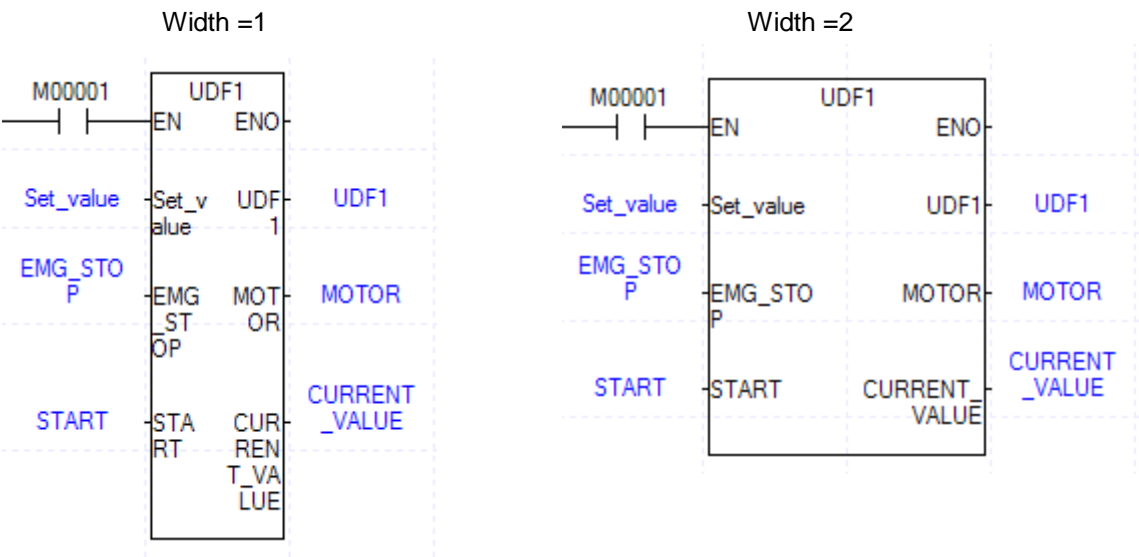 Width =1
M00001
UDF1
EN ENO
Set_value
Set_v
alue
UDF
1
UDF1
EMG_STO
P
EMG
_ST
OP
MOT
OR
MOTOR
START
STA
RT
CUR
REN
T_VA
LUE
CURRENT
_VALUE
Width =2
M00001
UDF1
EN ENO
Set_value
Set_value
UDF1
UDF1
EMG_STO
P
EMG_STO
P
MOTOR
MOTOR
START
START
CURRENT_
VALUE
CURRENT
_VALUE